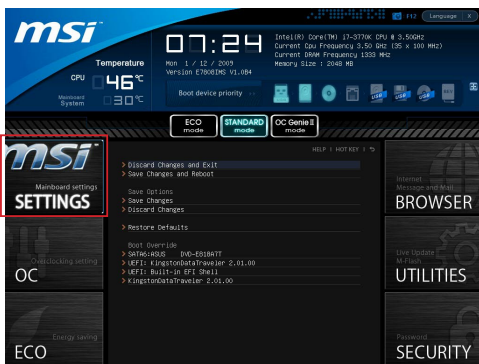 msi
F12 Language X
Intel(R) Core(TM) i7-3770K CPU @ 3.50GHz
Current Cpu Frequency 3.50 GHz (35 x 100 MHz)
Current DRAM Frequency 1333 MHz
Memory Size : 2048 MB
17:24
Mon 1 / 12 / 2009
Version E7808IMS V1.0B4
Temperature
CPU 46°C
Mainboard
System 30°C
Boot device priority
USB USB USB
ECO
mode
STANDARD
mode
OC Genie II
mode
HELP | HOT KEY |
msi
Mainboard settings
SETTINGS
Overclocking setting
OC
Energy saving
ECO
Discard Changes and Exit
Save Changes and Reboot
Save Options
Save Changes
Discard Changes
Restore Defaults
Boot Override
SATA6:ASUS DVD-E818ATT
UEFI: KingstonDataTraveler 2.01.00
UEFI: Built-in EFI Shell
KingstonDataTraveler 2.01.00
Internet
Message and Mail
BROWSER
Live Update
M-Flash
UTILITIES
Password
SECURITY